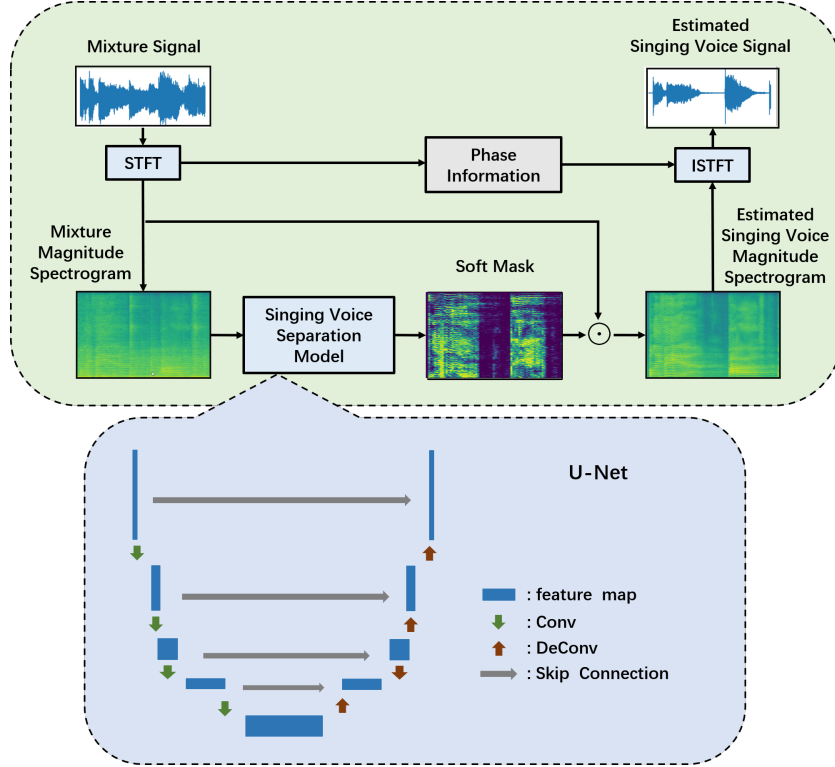 Mixture Signal
Estimated
Singing Voice Signal
STFT
Phase
Information
ISTFT
Mixture
Magnitude
Spectrogram
Soft Mask
Estimated
Singing Voice
Magnitude
Spectrogram
Singing Voice
Separation
Model
U-Net
: feature map
: Conv
: DeConv
: Skip Connection